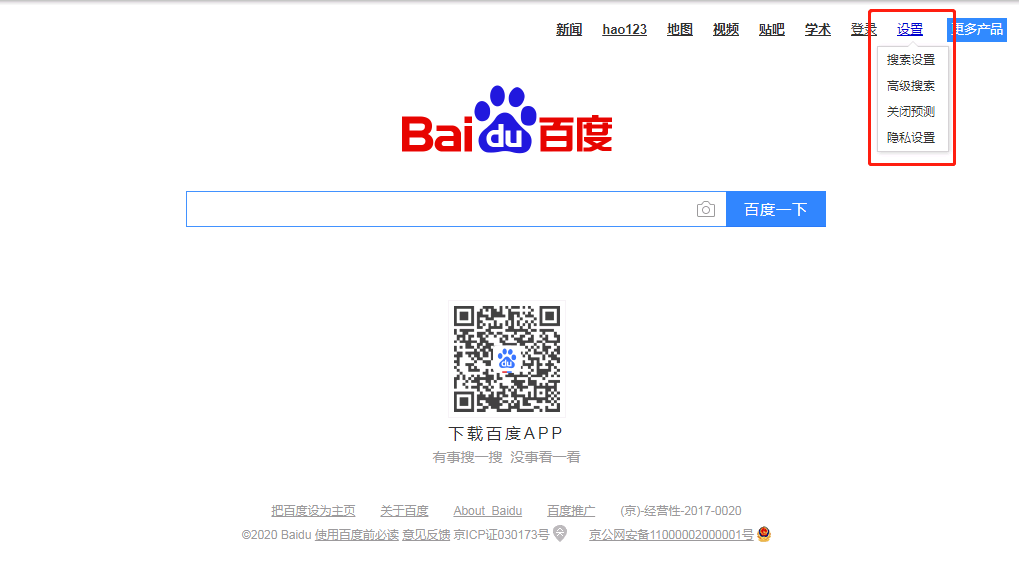 新闻 hao123 地图 视频 贴吧 学术 登录 设置 更多产品
搜索设置
高级搜索
关闭预测
隐私设置
Bai du 百度
百度一下
du
下载百度APP
有事搜一搜 没事看一看
把百度设为主页 关于百度 About Baidu 百度推广 (京)-经营性-2017-0020
©2020 Baidu 使用百度前必读 意见反馈 京ICP证030173号 京公网安备11000002000001号